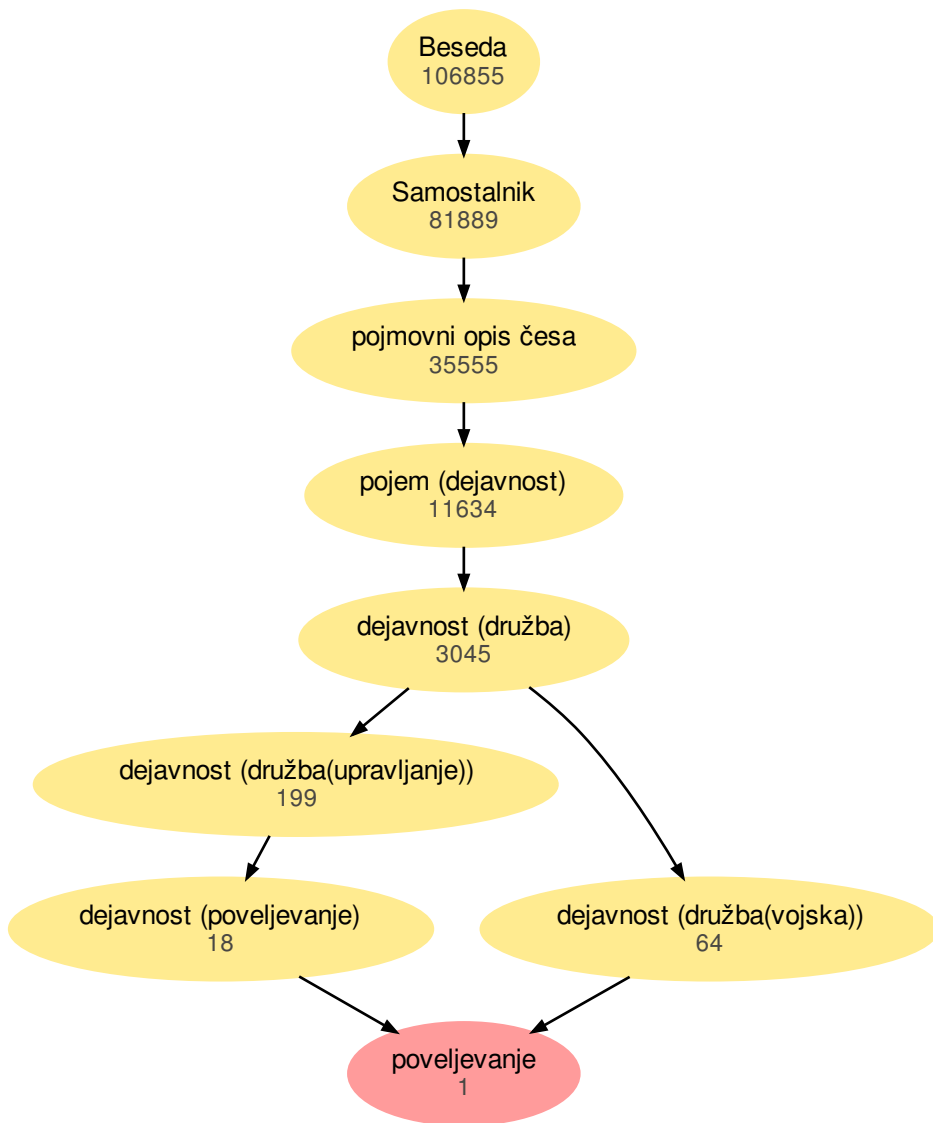 Beseda
106855
Samostalnik
81889
pojmovni opis česa
35555
pojem (dejavnost)
11634
dejavnost (družba)
3045
dejavnost (družba(upravljanje))
199
dejavnost (poveljevanje)
18
dejavnost (družba(vojska))
64
poveljevanje
1